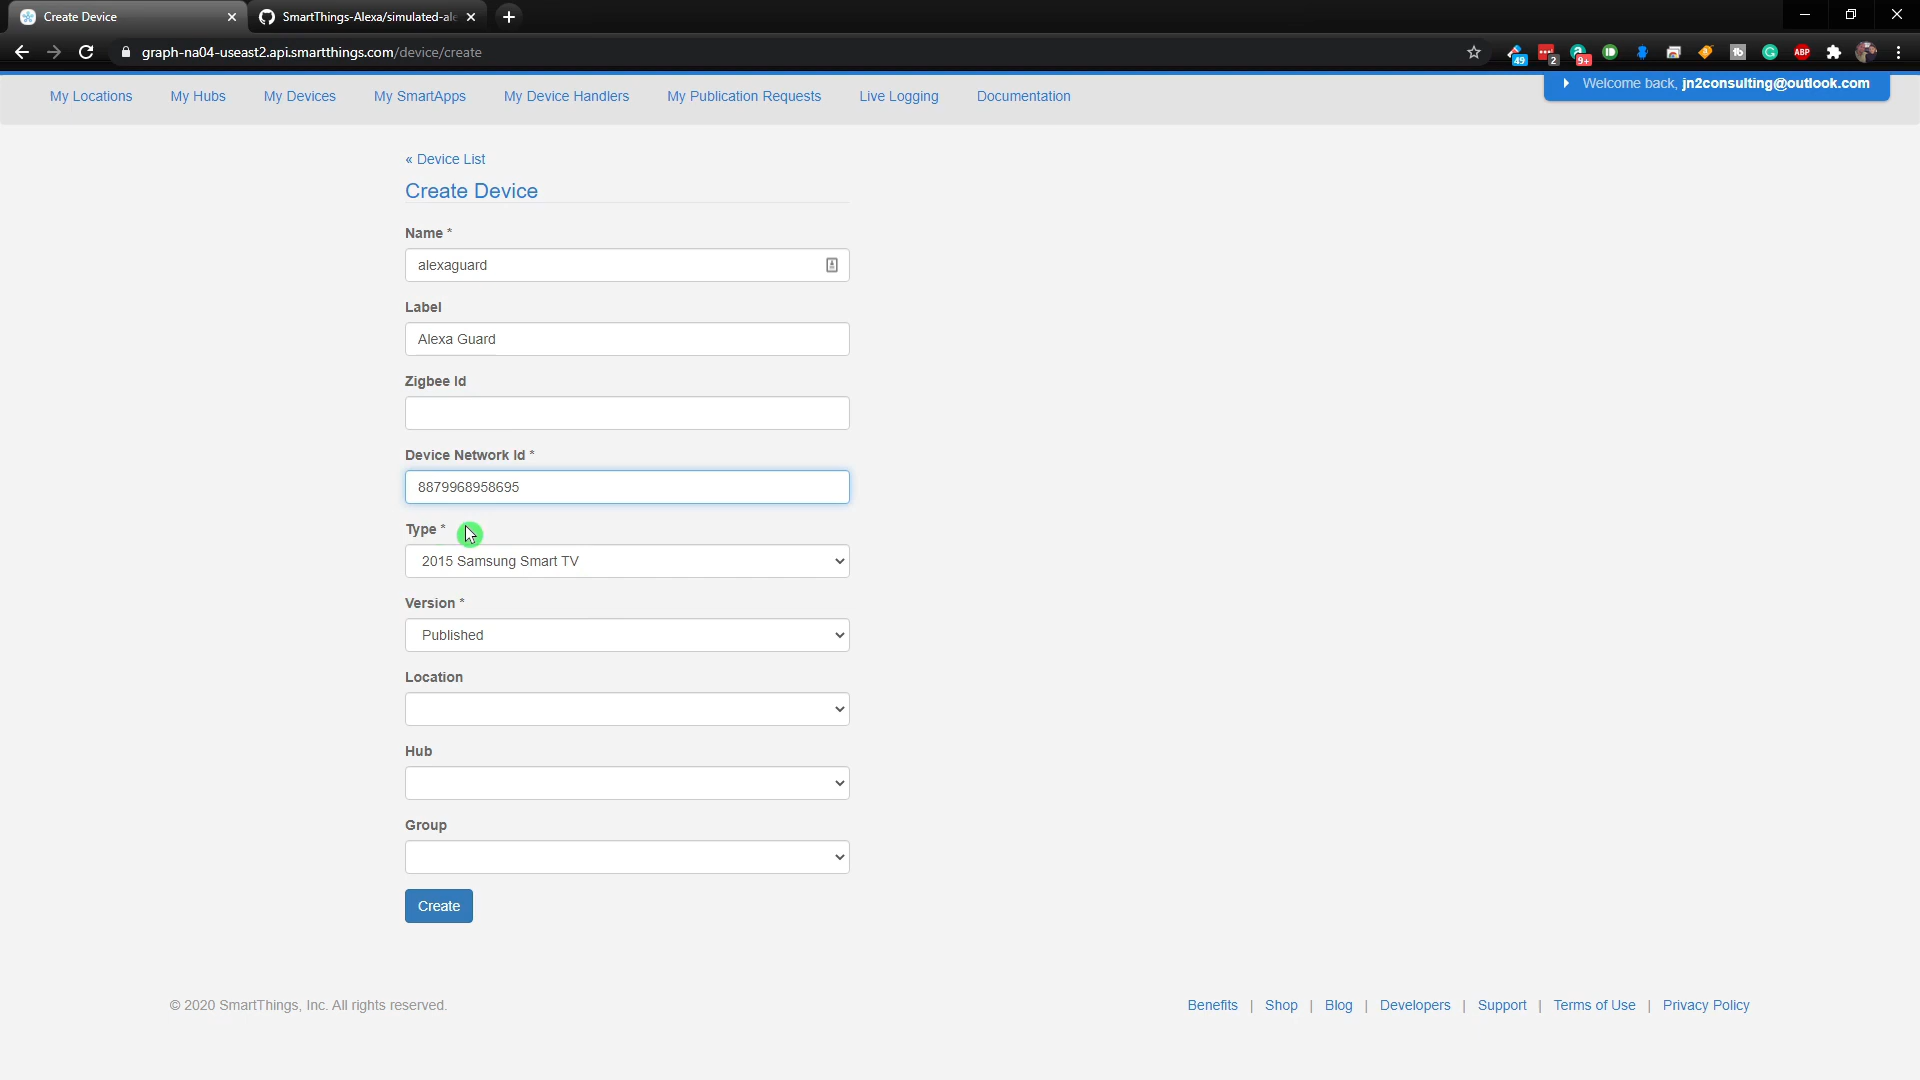 Create Device
SmartThings-Alexa/simulated-ale
graph-na04-useast2.api.smartthings.com/device/create
49
2
9+
ABP
My Locations
My Hubs
My Devices
My SmartApps
My Device Handlers
My Publication Requests
Live Logging
Documentation
Welcome back, jn2consulting@outlook.com
« Device List
Create Device
Name *
alexaguard
Label
Alexa Guard
Zigbee Id
Device Network Id *
8879968958695
Type *
2015 Samsung Smart TV
Version *
Published
Location
Hub
Group
Create
© 2020 SmartThings, Inc. All rights reserved.
Benefits | Shop | Blog | Developers | Support | Terms of Use | Privacy Policy